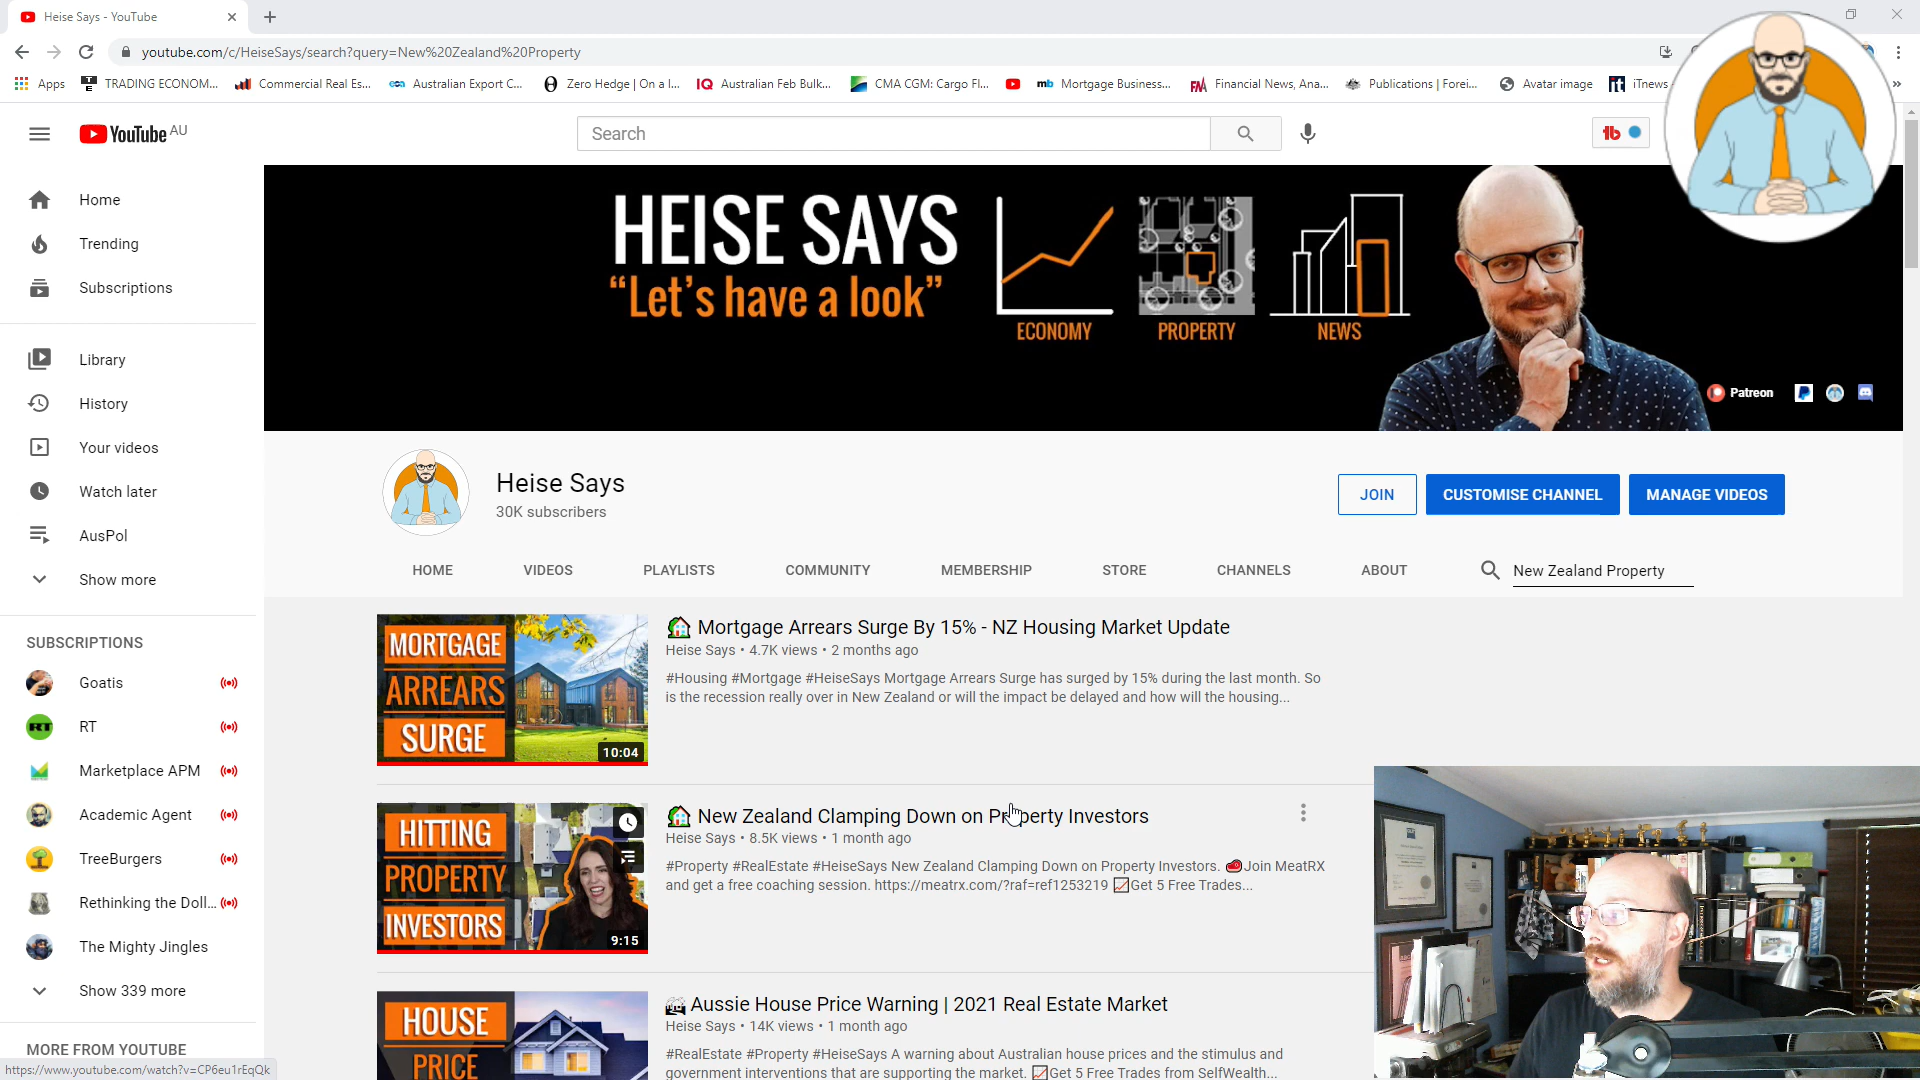 Heise Says - YouTube
youtube.com/c/HeiseSays/search?query=New%20Zealand%20Property
Apps
TRADING ECONOM...
Commercial Real Es...
Australian Export C...
Zero Hedge | On a l...
IQ Australian Feb Bulk...
CMA CGM: Cargo Fl...
mb Mortgage Business...
FM Financial News, Ana...
Publications | Forei...
Avatar image
it iTnews
»
YouTube AU
Search
tb
Home
Trending
Subscriptions
Library
History
Your videos
Watch later
AusPol
Show more
SUBSCRIPTIONS
Goatis
RT RT
Marketplace APM
Academic Agent
TreeBurgers
Rethinking the Doll...
The Mighty Jingles
Show 339 more
MORE FROM YOUTUBE
https://www.youtube.com/watch?v=CP6eu1rEqQk
HEISE SAYS
“Let’s have a look”
ECONOMY
PROPERTY
NEWS
Patreon
Heise Says
30K subscribers
JOIN
CUSTOMISE CHANNEL
MANAGE VIDEOS
HOME
VIDEOS
PLAYLISTS
COMMUNITY
MEMBERSHIP
STORE
CHANNELS
ABOUT
New Zealand Property
MORTGAGE
ARREARS
SURGE
10:04
Mortgage Arrears Surge By 15% - NZ Housing Market Update
Heise Says • 4.7K views • 2 months ago
#Housing #Mortgage #HeiseSays Mortgage Arrears Surge has surged by 15% during the last month. So
is the recession really over in New Zealand or will the impact be delayed and how will the housing...
HITTING
PROPERTY
INVESTORS
9:15
New Zealand Clamping Down on Property Investors
Heise Says • 8.5K views • 1 month ago
#Property #RealEstate #HeiseSays New Zealand Clamping Down on Property Investors. Join MeatRX
and get a free coaching session. https://meatrx.com/?raf=ref1253219 Get 5 Free Trades...
HOUSE
PRICE
Aussie House Price Warning | 2021 Real Estate Market
Heise Says • 14K views • 1 month ago
#RealEstate #Property #HeiseSays A warning about Australian house prices and the stimulus and
government interventions that are supporting the market. Get 5 Free Trades from SelfWealth...